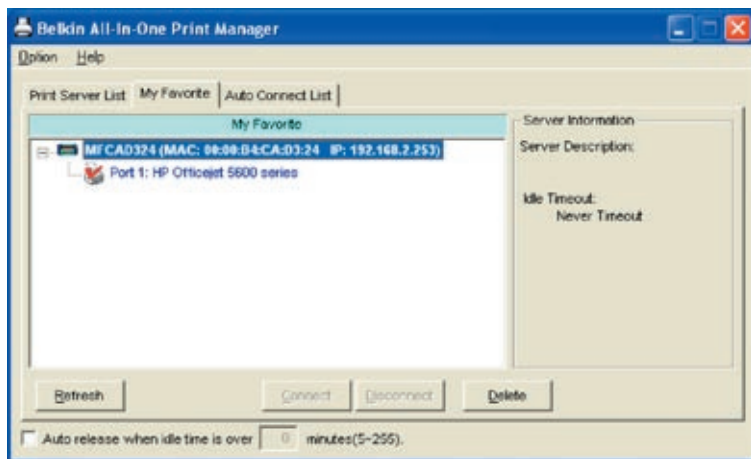 Belkin All-In-One Print Manager
Option Help
Print Server List My Favorite Auto Connect List
My Favorite
MFCAD324 (MAC: 00:00:B4:CA:D3:24 IP: 192.168.2.253)
Port 1: HP Officejet 5600 series
Server Information
Server Description:
Idle Timeout:
Never Timeout
Refresh Connect Disconnect Delete
Auto release when idle time is over 0 minutes(5~255).